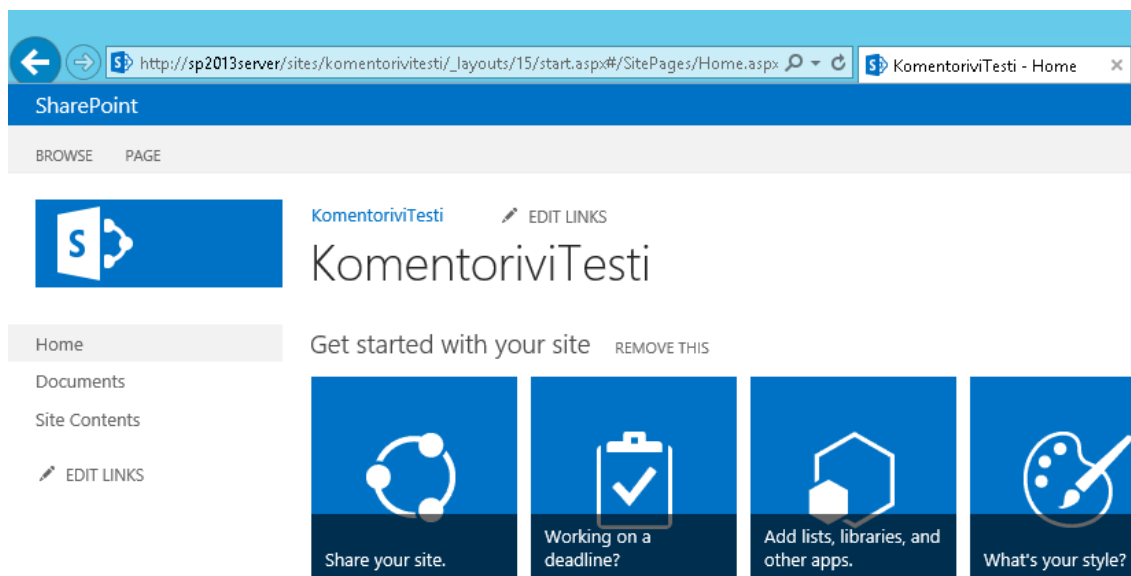 http://sp2013server/sites/komentorivitesti/_layouts/15/start.aspx#/SitePages/Home.aspx
KomentoriviTesti - Home
SharePoint
BROWSE PAGE
S
KomentoriviTesti EDIT LINKS
KomentoriviTesti
Home
Documents
Site Contents
EDIT LINKS
Get started with your site REMOVE THIS
Share your site.
Working on a
deadline?
Add lists, libraries, and
other apps.
What's your style?